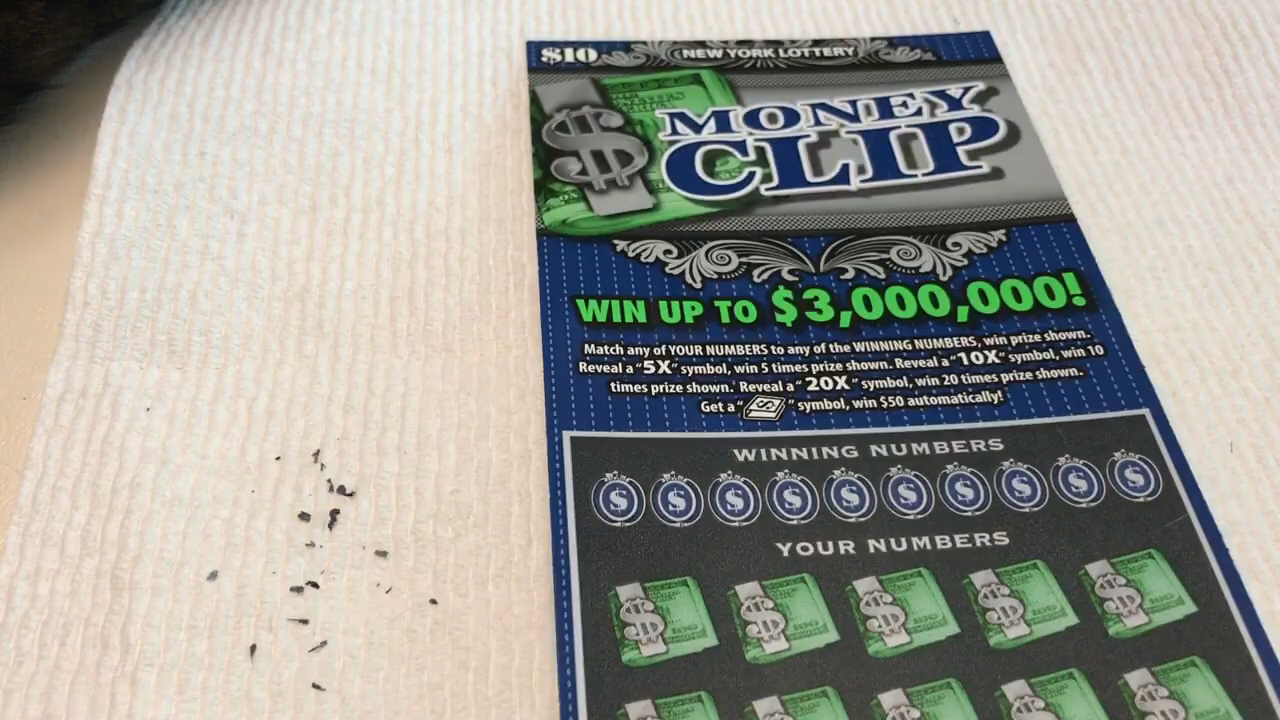 $10
NEW YORK LOTTERY
MONEY
CLIP
WIN UP TO $3,000,000!
Match any of YOUR NUMBERS to any of the WINNING NUMBERS, win prize shown.
Reveal a "5X" symbol, win 5 times prize shown. Reveal a "10X" symbol, win 10
times prize shown. Reveal a "20X" symbol, win 20 times prize shown.
Get a " " symbol, win $50 automatically!
WINNING NUMBERS
$ $ $ $ $ $ $ $ $ $
YOUR NUMBERS